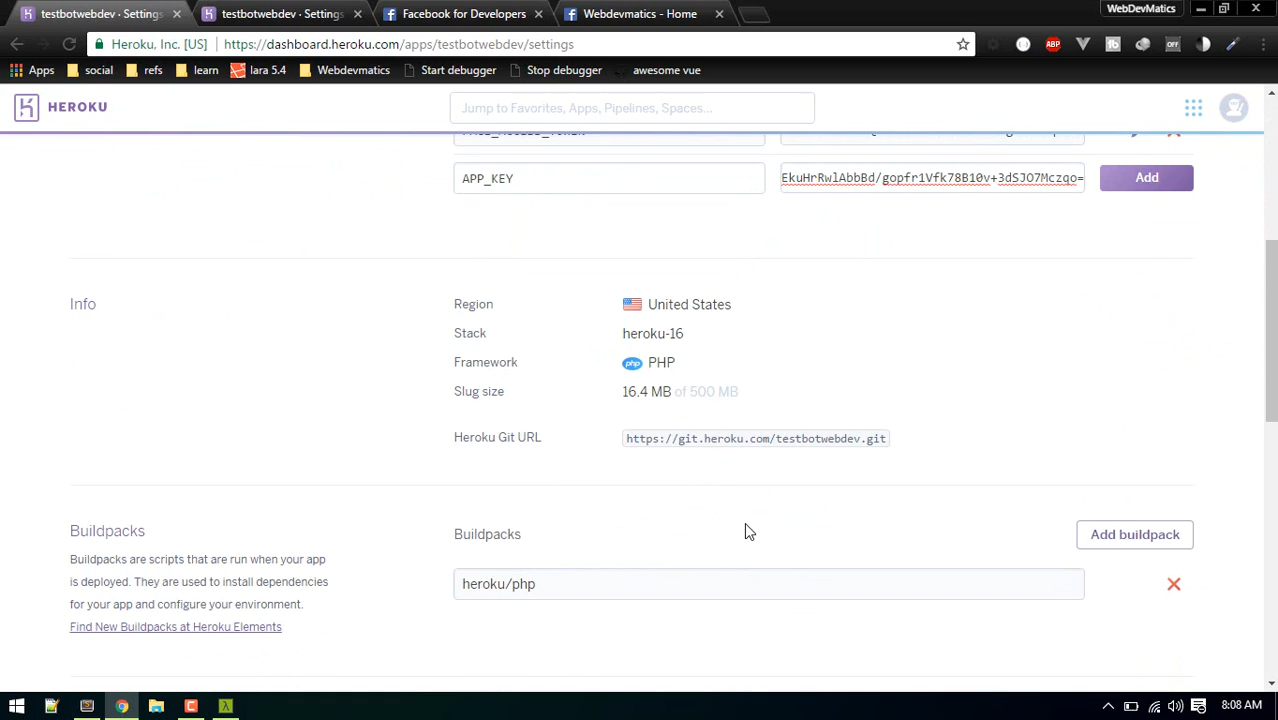 testbotwebdev · Settings
testbotwebdev · Settings
Facebook for Developers
Webdevmatics - Home
WebDevMatics
Heroku, Inc. [US]
https://dashboard.heroku.com/apps/testbotwebdev/settings
ABP
OFF
Apps
social
refs
learn
lara 5.4
Webdevmatics
Start debugger
Stop debugger
awesome vue
HEROKU
Jump to Favorites, Apps, Pipelines, Spaces...
APP_KEY
EkuHrRwlAbbBd/gopfr1Vfk78B10v+3dSJO7Mczqo=
Add
Info
Region
United States
Stack
heroku-16
Framework
php
PHP
Slug size
16.4 MB of 500 MB
Heroku Git URL
https://git.heroku.com/testbotwebdev.git
Buildpacks
Buildpacks are scripts that are run when your app
is deployed. They are used to install dependencies
for your app and configure your environment.
Find New Buildpacks at Heroku Elements
Buildpacks
Add buildpack
heroku/php
8:08 AM